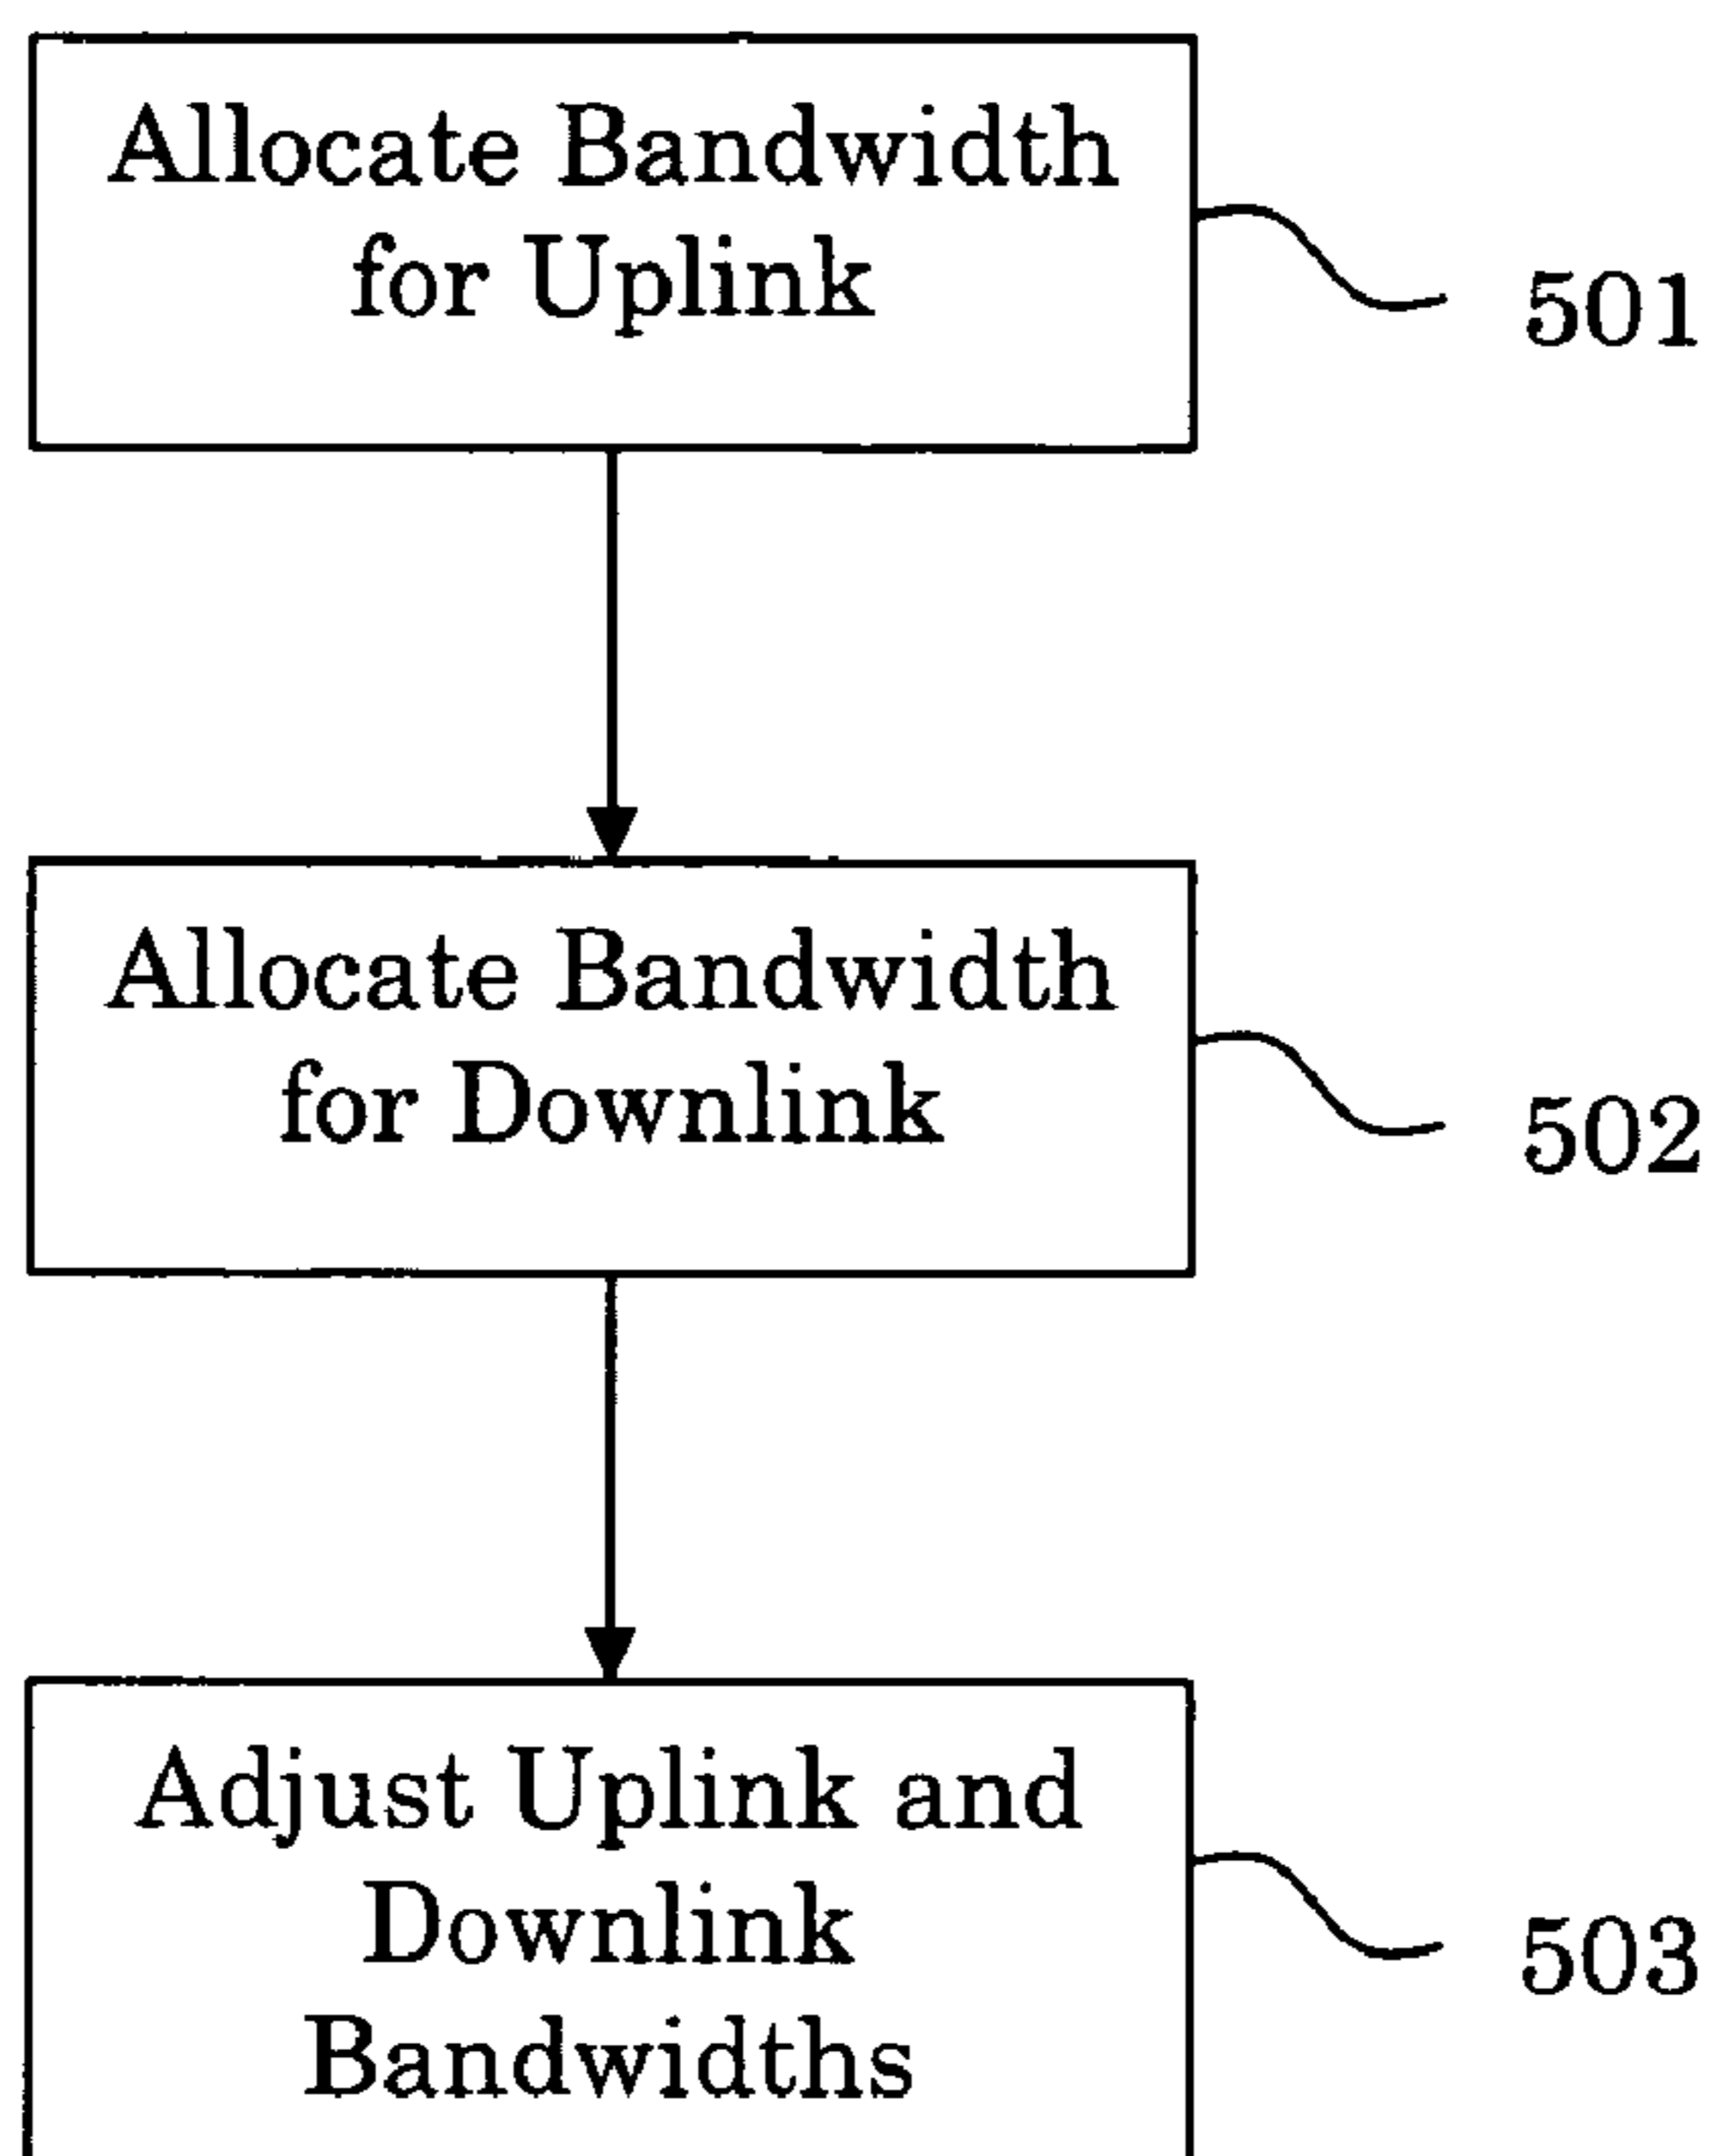 Allocate Bandwidth
for Uplink
501
Allocate Bandwidth
for Downlink
502
Adjust Uplink and
Downlink
Bandwidths
503